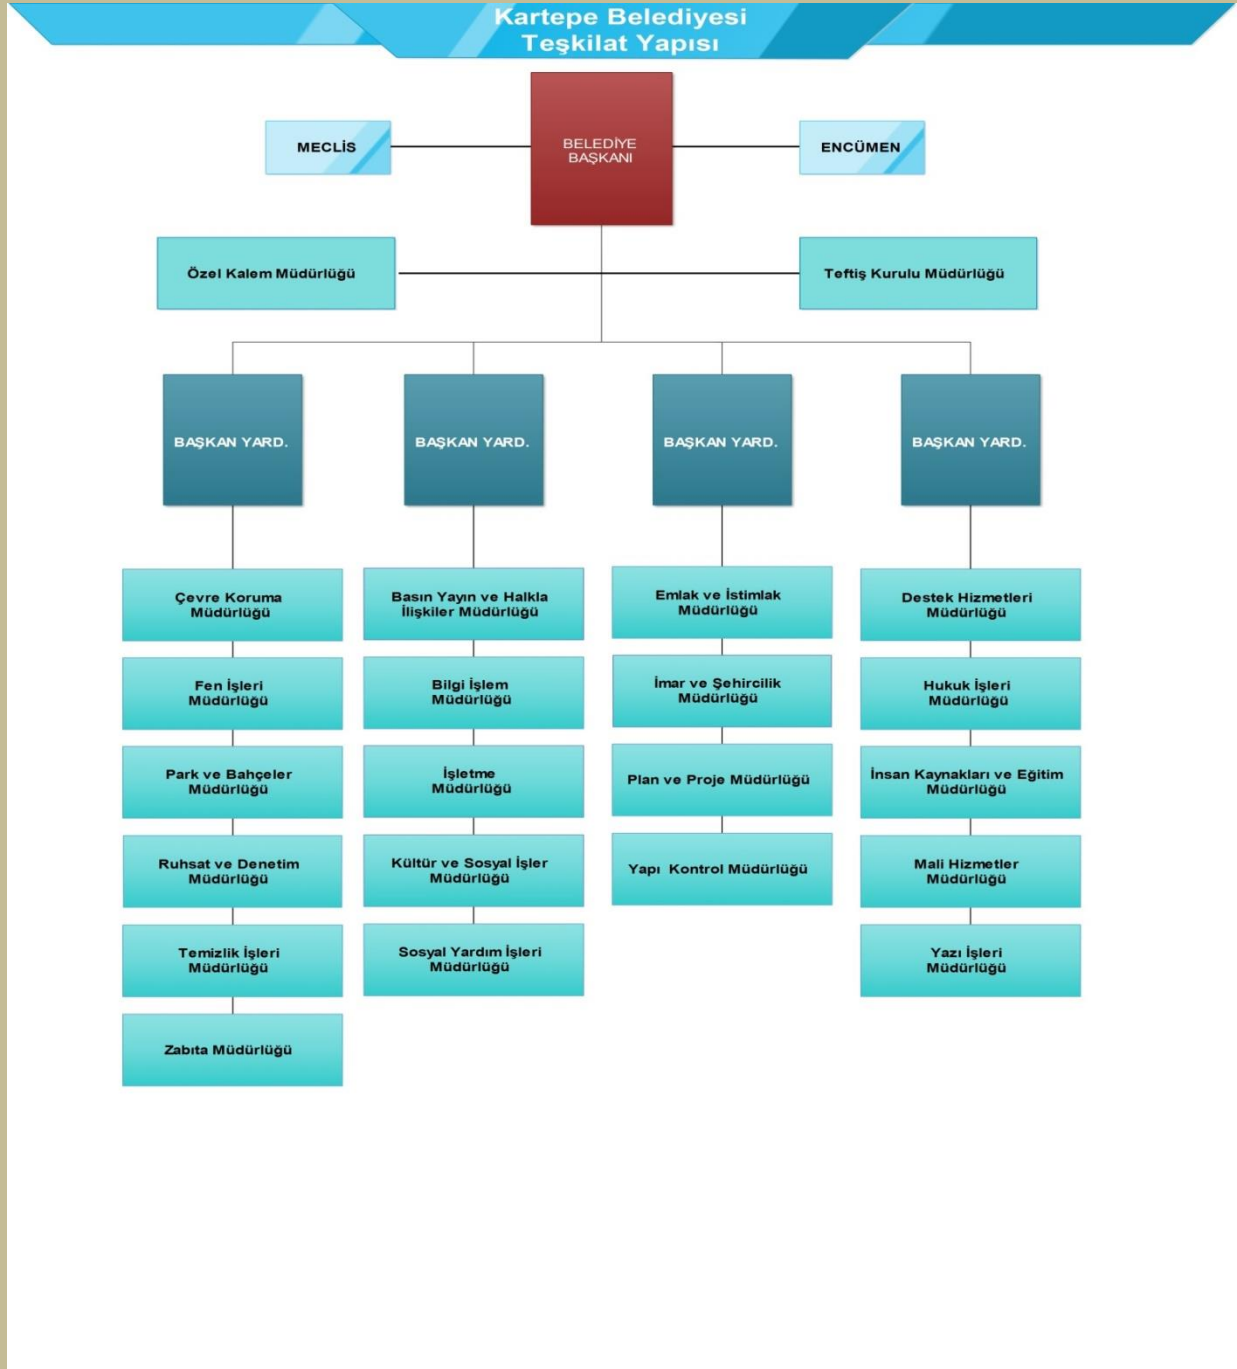 Kartepe Belediyesi
Teşkilat Yapısı
MECLİS
BELEDİYE
BAŞKANI
ENCÜMEN
Özel Kalem Müdürlüğü
Teftiş Kurulu Müdürlüğü
BAŞKAN YARD.
BAŞKAN YARD.
BAŞKAN YARD.
BAŞKAN YARD.
Çevre Koruma
Müdürlüğü
Fen İşleri
Müdürlüğü
Park ve Bahçeler
Müdürlüğü
Ruhsat ve Denetim
Müdürlüğü
Temizlik İşleri
Müdürlüğü
Zabıta Müdürlüğü
Basın Yayın ve Halkla
İlişkiler Müdürlüğü
Bilgi İşlem
Müdürlüğü
İşletme
Müdürlüğü
Kültür ve Sosyal İşler
Müdürlüğü
Sosyal Yardım İşleri
Müdürlüğü
Emlak ve İstimlak
Müdürlüğü
İmar ve Şehircilik
Müdürlüğü
Plan ve Proje Müdürlüğü
Yapı Kontrol Müdürlüğü
Destek Hizmetleri
Müdürlüğü
Hukuk İşleri
Müdürlüğü
İnsan Kaynakları ve Eğitim
Müdürlüğü
Mali Hizmetler
Müdürlüğü
Yazı İşleri
Müdürlüğü